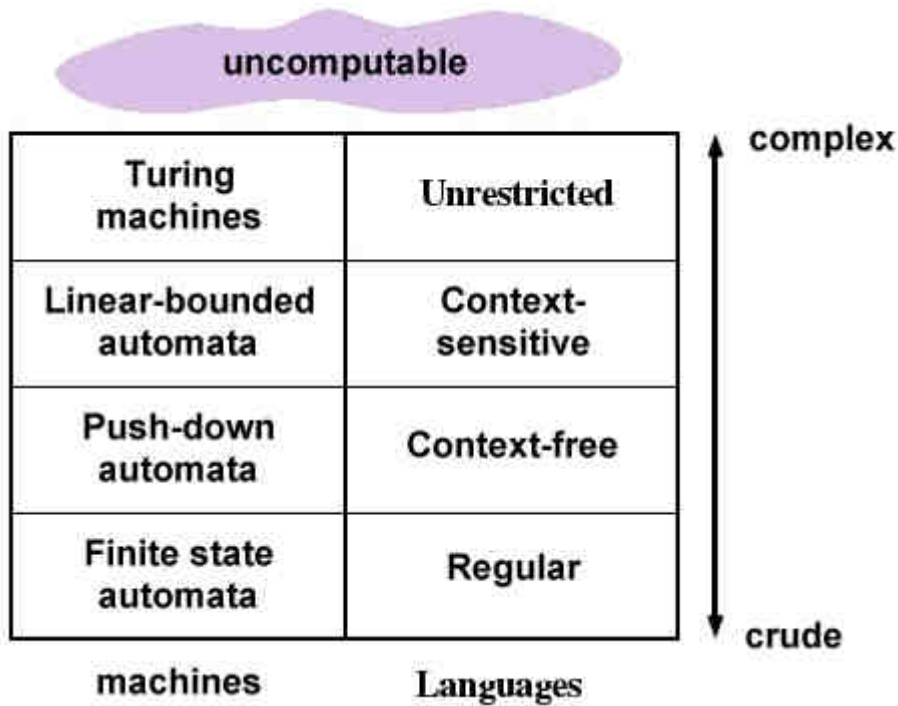 uncomputable
complex
Turing
machines
Unrestricted
Linear-bounded
automata
Context-
sensitive
Push-down
automata
Context-free
Finite state
automata
Regular
crude
machines
Languages